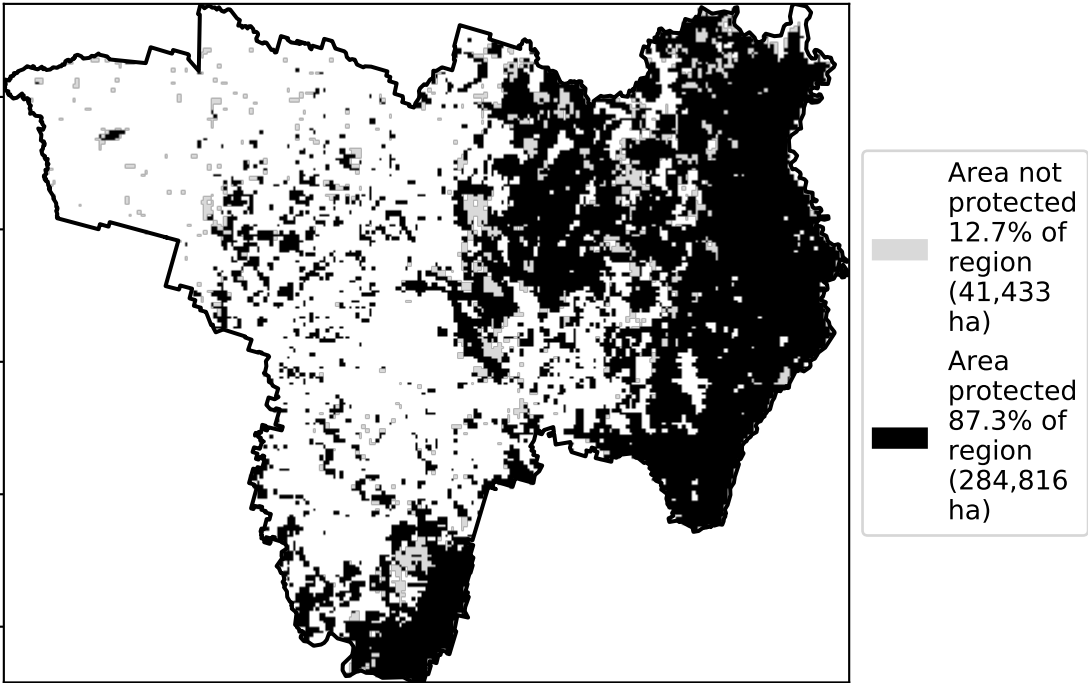 Area not
protected
12.7% of
region
(41,433
ha)
Area
protected
87.3% of
region
(284,816
ha)